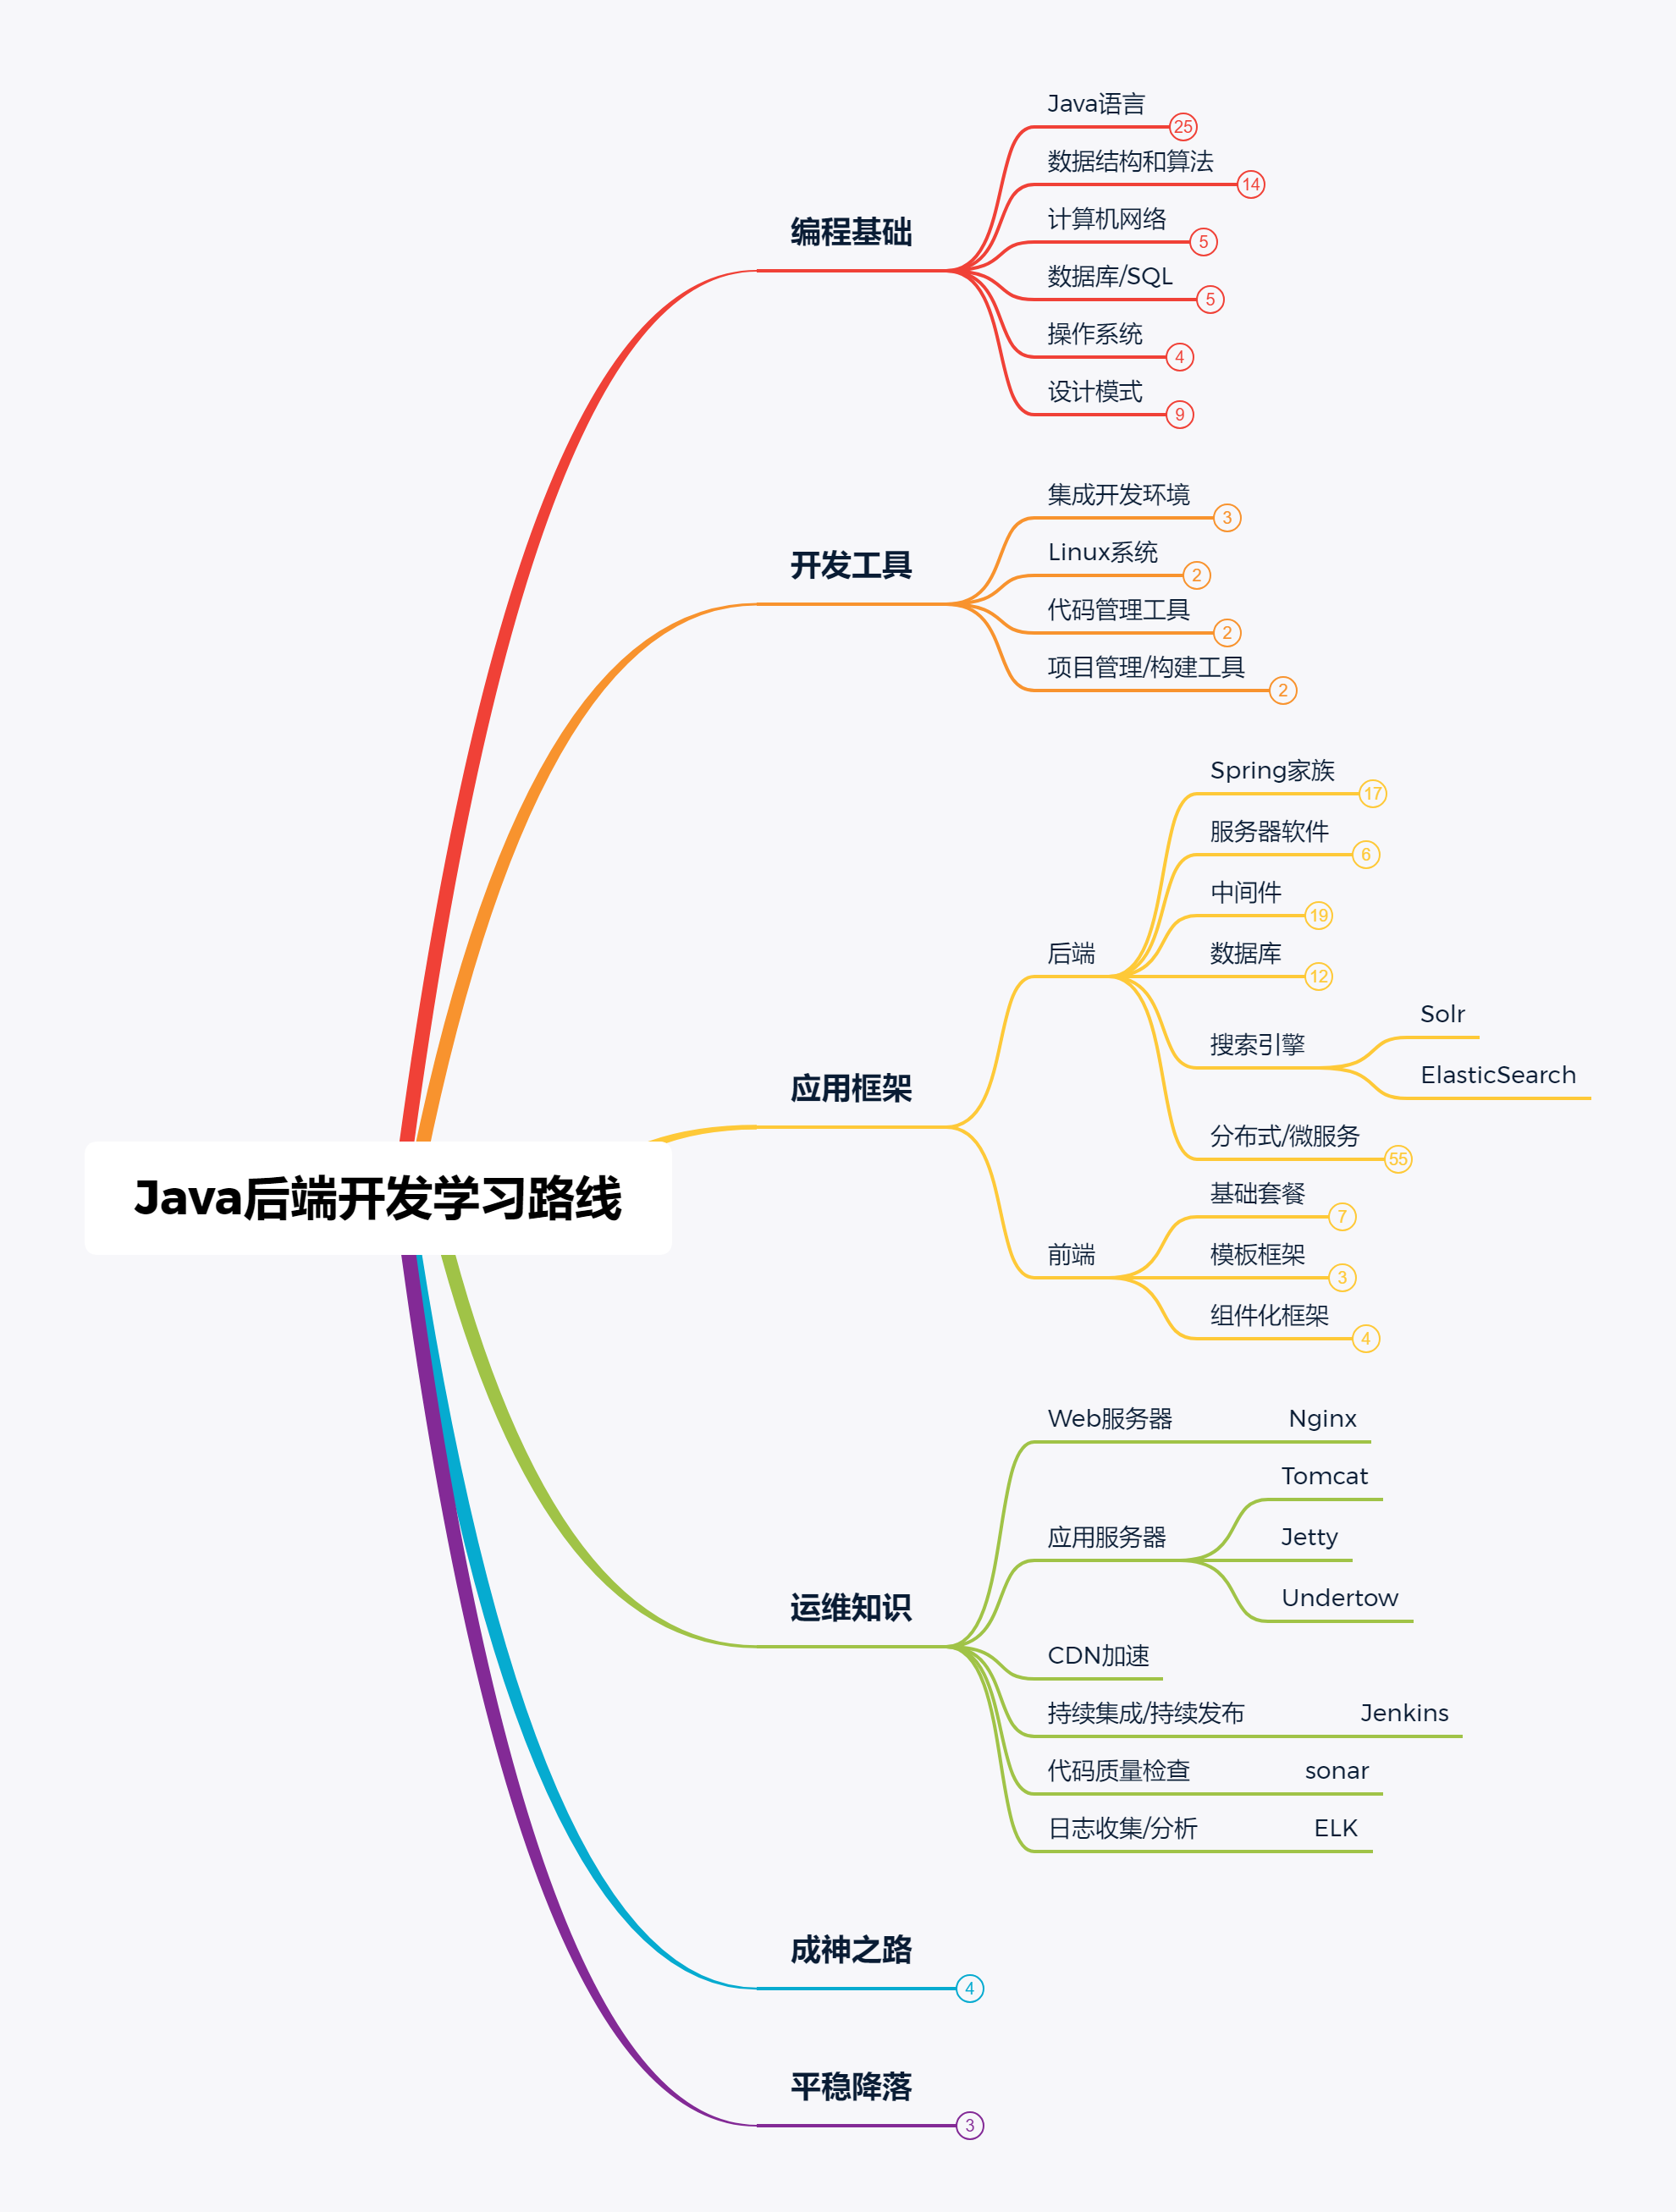 Java后端开发学习路线
编程基础
Java语言
25
数据结构和算法
14
计算机网络
5
数据库/SQL
5
操作系统
4
设计模式
9
开发工具
集成开发环境
3
Linux系统
2
代码管理工具
2
项目管理/构建工具
2
应用框架
后端
Spring家族
17
服务器软件
6
中间件
19
数据库
12
搜索引擎
Solr
ElasticSearch
分布式/微服务
55
前端
基础套餐
7
模板框架
3
组件化框架
4
运维知识
Web服务器
Nginx
应用服务器
Tomcat
Jetty
Undertow
CDN加速
持续集成/持续发布
Jenkins
代码质量检查
sonar
日志收集/分析
ELK
成神之路
4
平稳降落
3